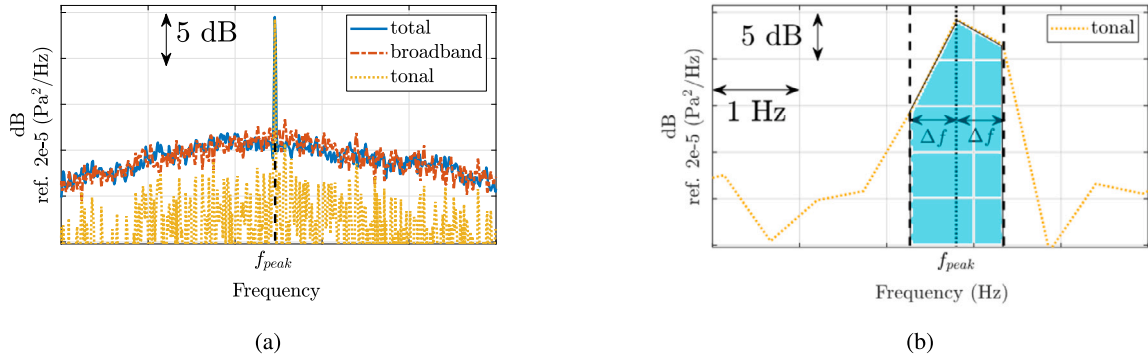 5 dB
total
broadband
tonal
dB
ref. 2e-5 (Pa²/Hz)
f_peak
Frequency
(a)
5 dB
tonal
1 Hz
dB
ref. 2e-5 (Pa²/Hz)
Δf Δf
f_peak
Frequency (Hz)
(b)